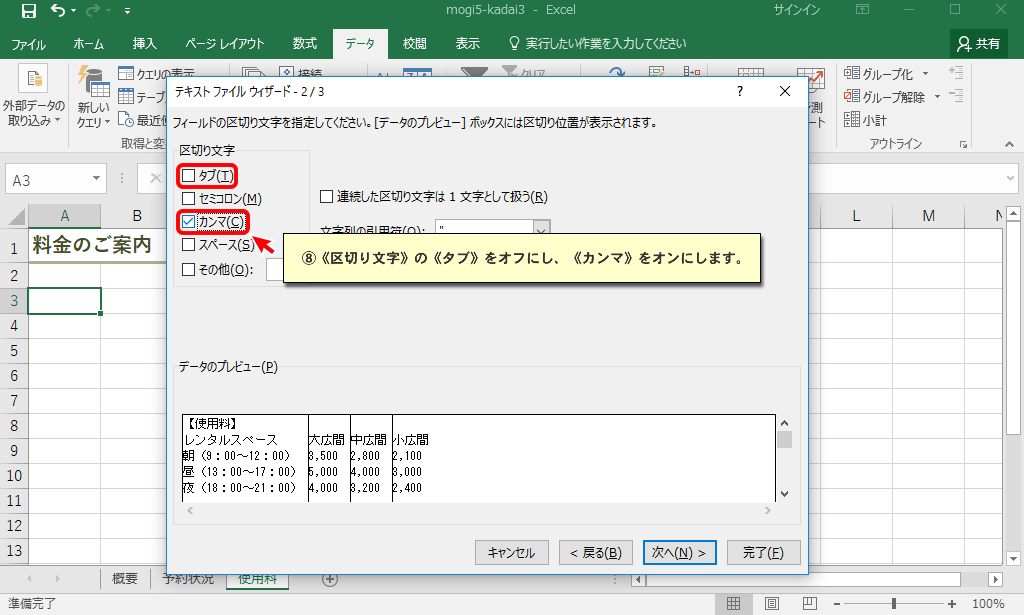 mogi5-kadai3 - Excel
サインイン
ファイル ホーム 挿入 ページ レイアウト 数式 データ 校閲 表示 実行したい作業を入力してください 共有
外部データの
取り込み
新しい
クエリ
クエリの表示
接続
クリア
グループ化
グループ解除
小計
アウトライン
A3
テキスト ファイル ウィザード - 2 / 3
?
フィールドの区切り文字を指定してください。[データのプレビュー] ボックスには区切り位置が表示されます。
区切り文字
タブ(T)
セミコロン(M)
カンマ(C)
スペース(S)
その他(O):
連続した区切り文字は 1 文字として扱う(R)
文字列の引用符(Q): "
⑧《区切り文字》の《タブ》をオフにし、《カンマ》をオンにします。
データのプレビュー(P)
【使用料】
レンタルスペース 大広間 中広間 小広間
朝（9：00～12：00） 3,500 2,800 2,100
昼（13：00～17：00） 5,000 4,000 3,000
夜（18：00～21：00） 4,000 3,200 2,400
キャンセル < 戻る(B) 次へ(N) > 完了(F)
A B L M N
1 料金のご案内
2
3
4
5
6
7
8
9
10
11
12
13
概要 予約状況 使用料
準備完了
100%